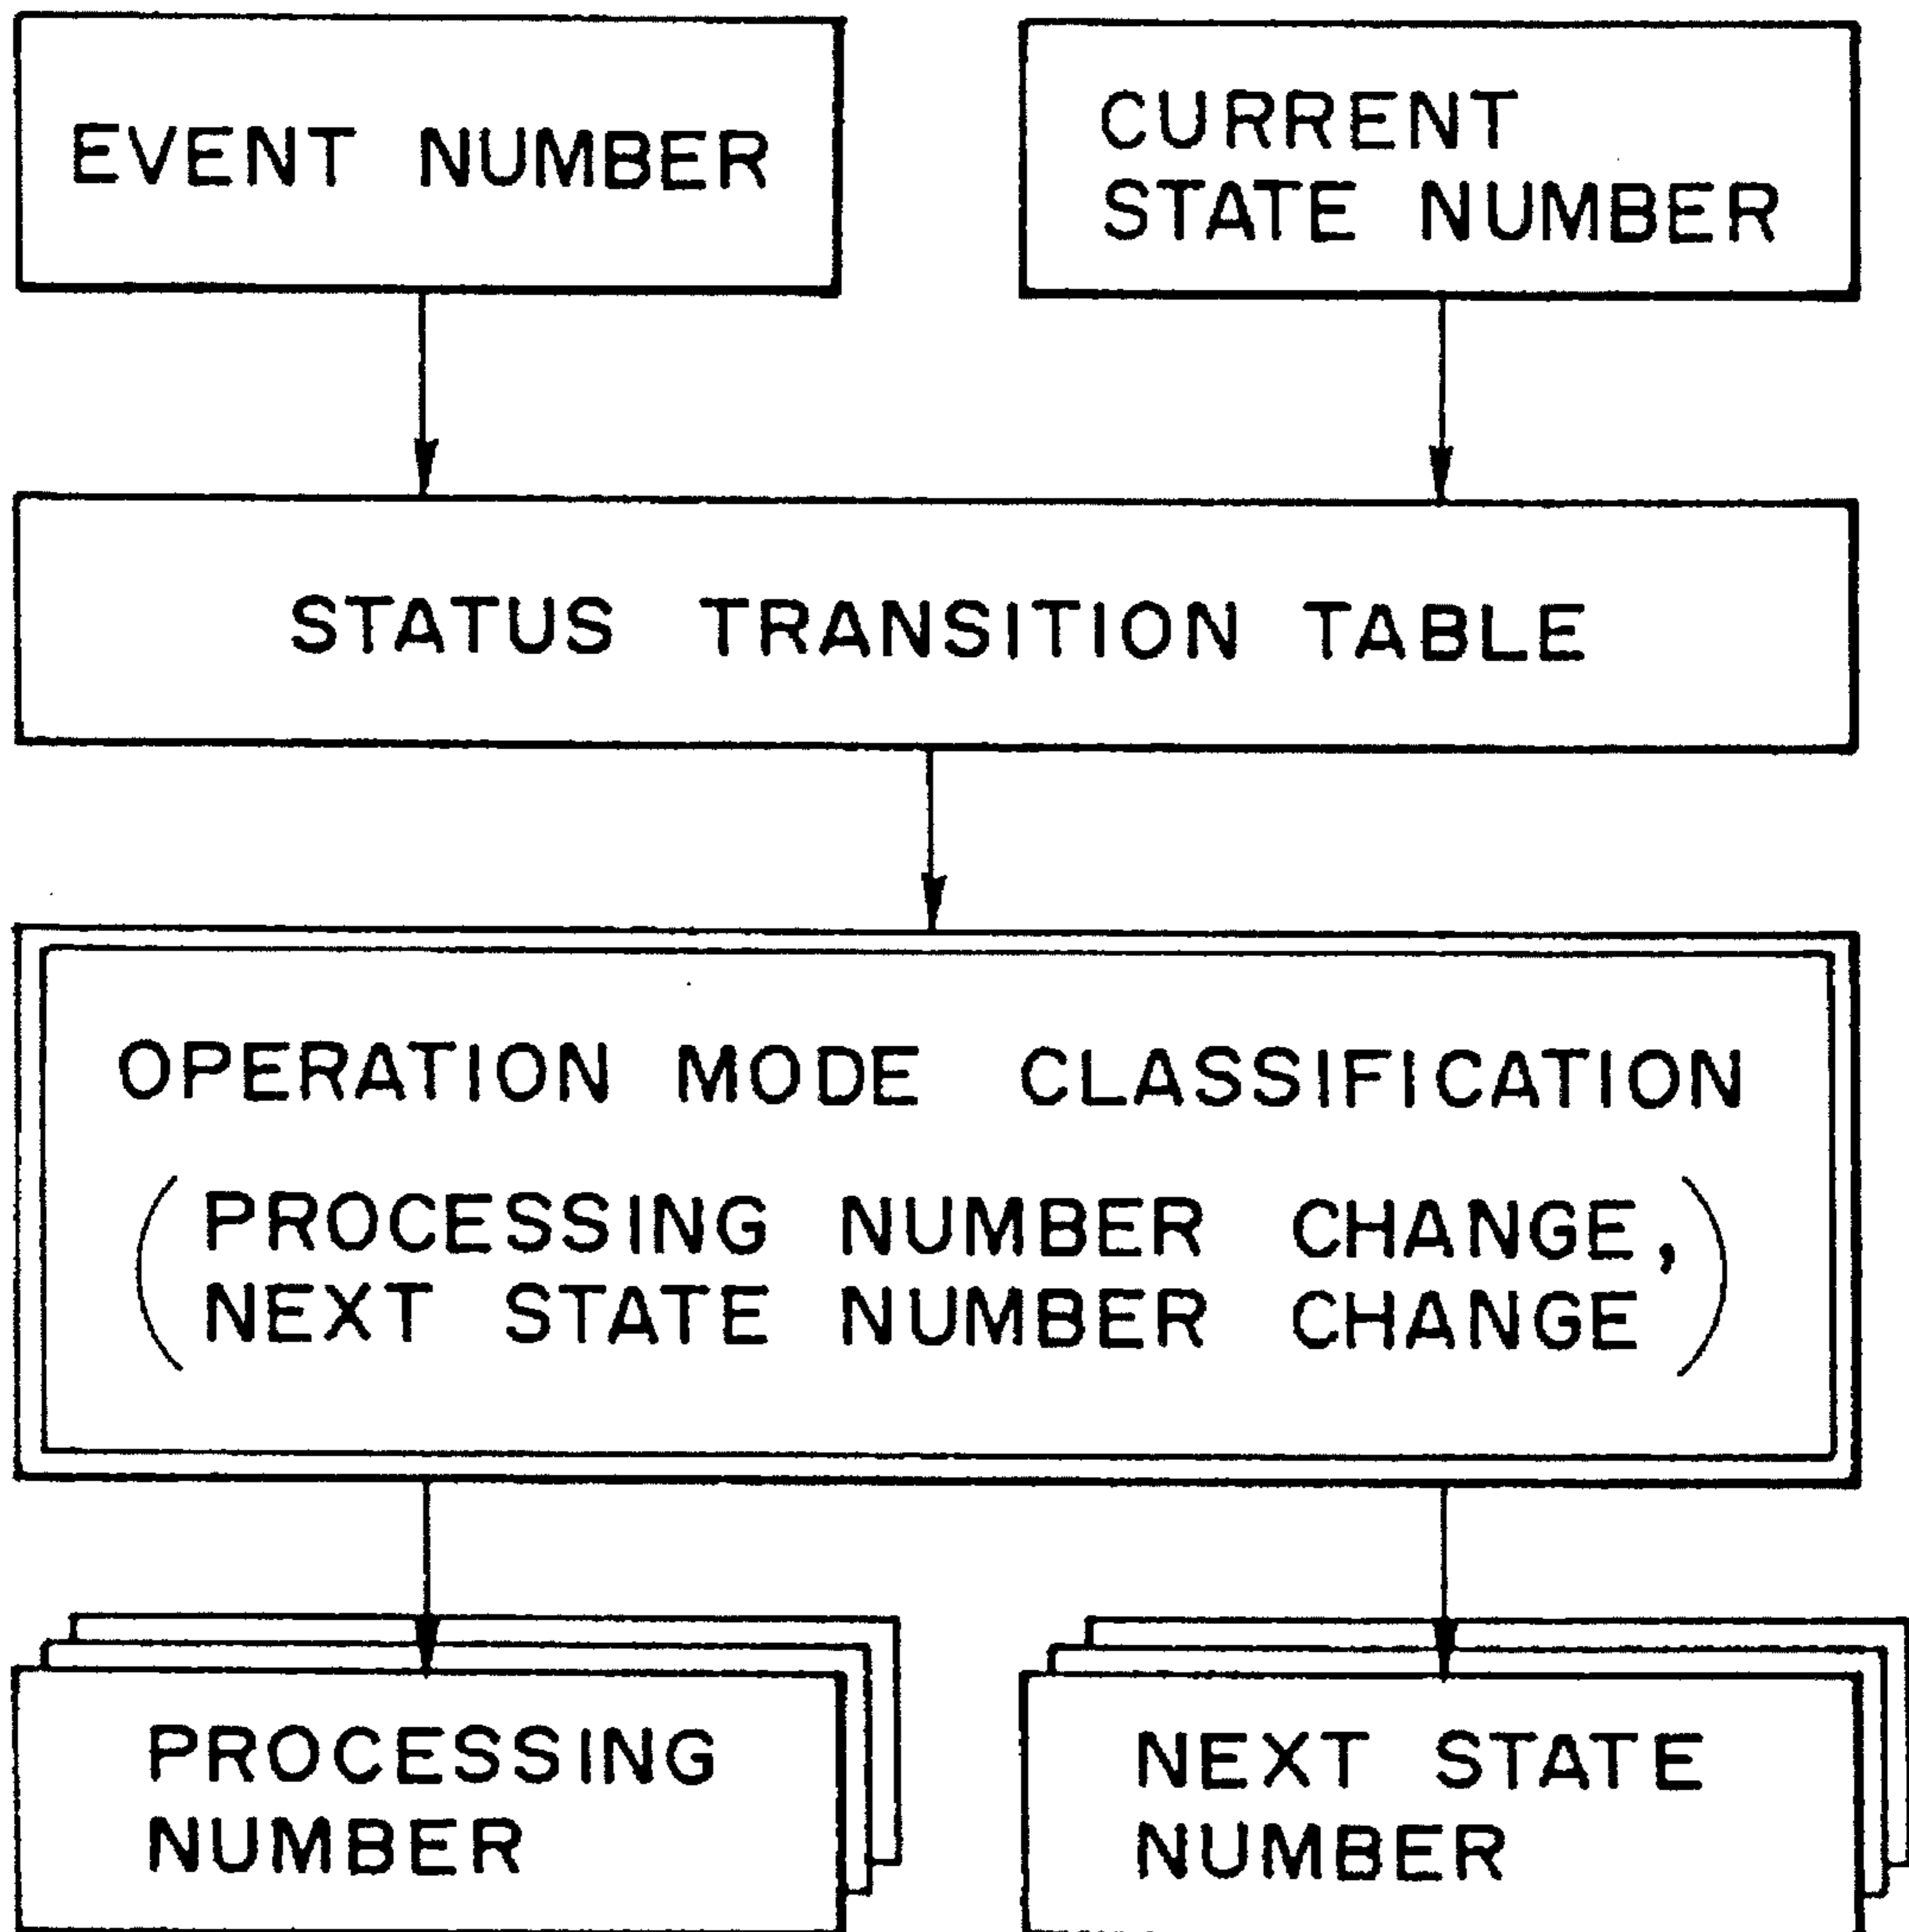 EVENT NUMBER
CURRENT
STATE NUMBER
STATUS TRANSITION TABLE
OPERATION MODE CLASSIFICATION
(PROCESSING NUMBER CHANGE,
NEXT STATE NUMBER CHANGE)
PROCESSING
NUMBER
NEXT STATE
NUMBER